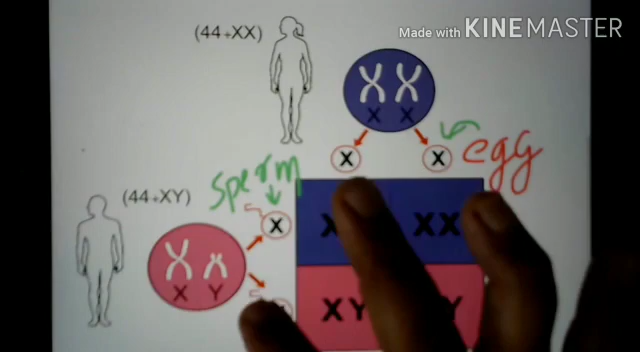 Made with KINEMASTER
(44+XX)
X X
X X
egg
sperm
(44+XY)
X
XX
X Y
XY